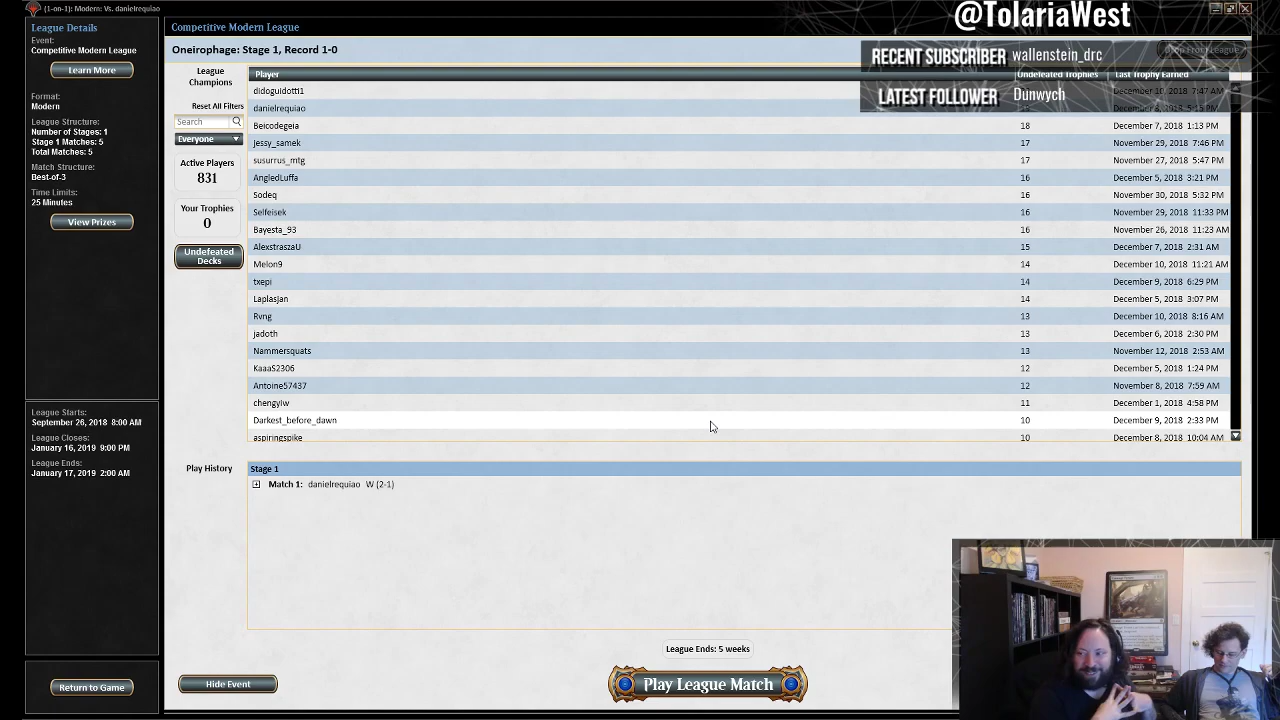 (1-on-1): Modern: Vs. danielrequiao
@TolariaWest
League Details
Event:
Competitive Modern League
Learn More
Format:
Modern
League Structure:
Number of Stages: 1
Stage 1 Matches: 5
Total Matches: 5
Match Structure:
Best-of-3
Time Limits:
25 Minutes
View Prizes
League Starts:
September 26, 2018 8:00 AM
League Closes:
January 16, 2019 9:00 PM
League Ends:
January 17, 2019 2:00 AM
Return to Game
Competitive Modern League
Oneirophage: Stage 1, Record 1-0
RECENT SUBSCRIBER wallenstein_drc
LATEST FOLLOWER Dunwych
League
Champions
Reset All Filters
Search
Everyone
Active Players
831
Your Trophies
0
Undefeated
Decks
Player Undefeated Trophies Last Trophy Earned
didoguidotti1
danielrequiao
Beicodegeia 18 December 7, 2018 1:13 PM
jessy_samek 17 November 29, 2018 7:46 PM
susurrus_mtg 17 November 27, 2018 5:47 PM
AngledLuffa 16 December 5, 2018 3:21 PM
Sodeq 16 November 30, 2018 5:32 PM
Selfeisek 16 November 29, 2018 11:33 PM
Bayesta_93 16 November 26, 2018 11:23 AM
AlexstraszaU 15 December 7, 2018 2:31 AM
Melon9 14 December 10, 2018 11:21 AM
txepi 14 December 9, 2018 6:29 PM
Laplasjan 14 December 5, 2018 3:07 PM
Rvng 13 December 10, 2018 8:16 AM
jadoth 13 December 6, 2018 2:30 PM
Nammersquats 13 November 12, 2018 2:53 AM
KaaaS2306 12 December 5, 2018 1:24 PM
Antoine57437 12 November 8, 2018 7:59 AM
chengyiw 11 December 1, 2018 4:58 PM
Darkest_before_dawn 10 December 9, 2018 2:33 PM
aspiringspike 10 December 8, 2018 10:04 AM
Play History
Stage 1
Match 1: danielrequiao W (2-1)
League Ends: 5 weeks
Hide Event
Play League Match